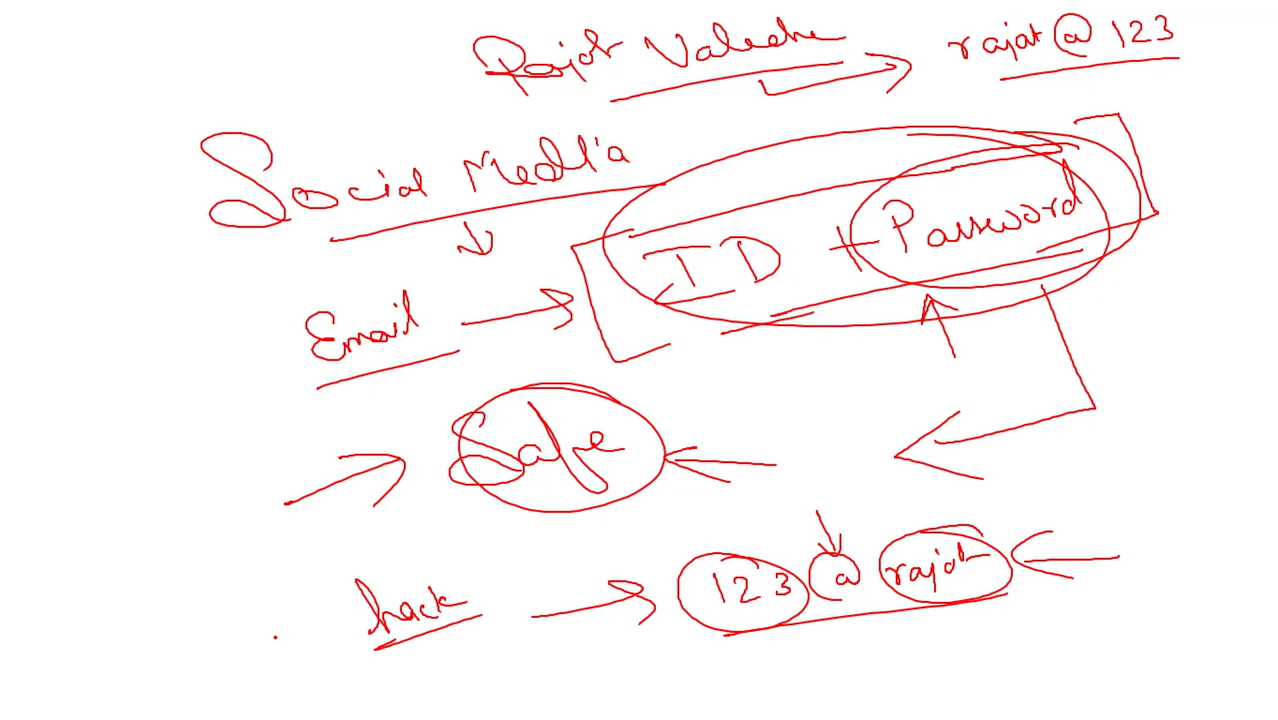 Rajat Valecha rajat@123
Social Media
ID + Password
Email
Safe
hack 123@rajat